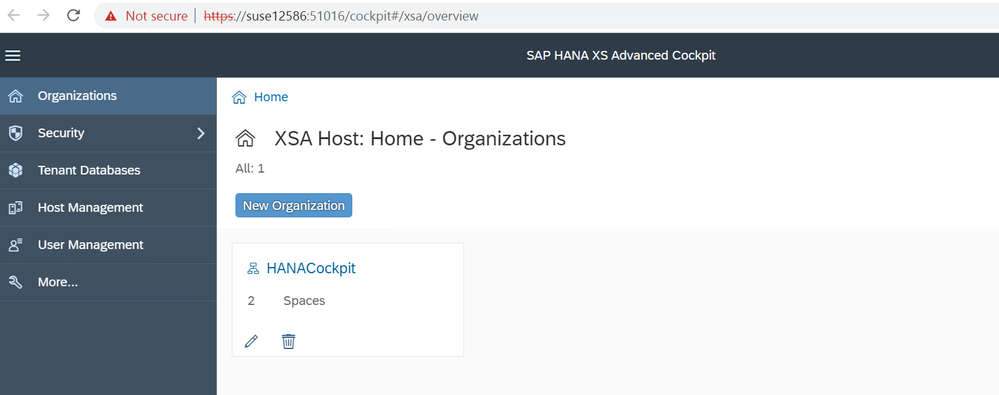 Not secure | https://suse12586:51016/cockpit#/xsa/overview
SAP HANA XS Advanced Cockpit
Organizations
Security
Tenant Databases
Host Management
User Management
More...
Home
XSA Host: Home - Organizations
All: 1
New Organization
HANACockpit
2 Spaces